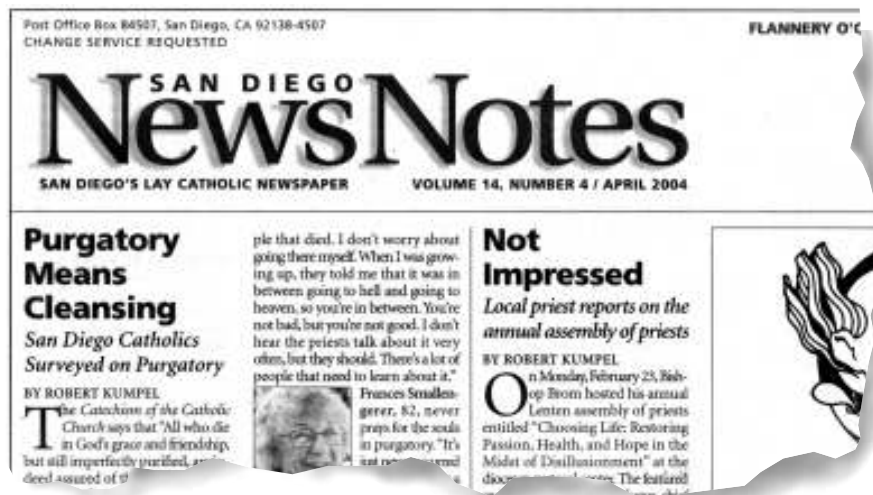 Post Office Box 84507, San Diego, CA 92138-4507
CHANGE SERVICE REQUESTED
FLANNERY O'C
SAN DIEGO
News Notes
SAN DIEGO'S LAY CATHOLIC NEWSPAPER
VOLUME 14, NUMBER 4 / APRIL 2004
Purgatory
Means
Cleansing
San Diego Catholics
Surveyed on Purgatory
BY ROBERT KUMPEL
The Catechism of the Catholic
Church says that "All who die
in God's grace and friendship,
but still imperfectly purified,
deed assured of
ple that died. I don't worry about
going there myself. When I was grow-
ing up, they told me that it was in
between going to hell and going to
heaven, so you're in between. You're
not bad, but you're not good. I don't
hear the priests talk about it very
often, but they should. There's a lot of
people that need to learn about it."
Frances Smallen-
gerer, 82, never
prays for the souls
in purgatory. "It's
Not
Impressed
Local priest reports on the
annual assembly of priests
BY ROBERT KUMPEL
On Monday, February 23, Bish-
op Brom hosted his annual
Lenten assembly of priests
entitled "Choosing Life: Restoring
Passion, Health, and Hope in the
Midst of Disillusionment" at the
center. The featured